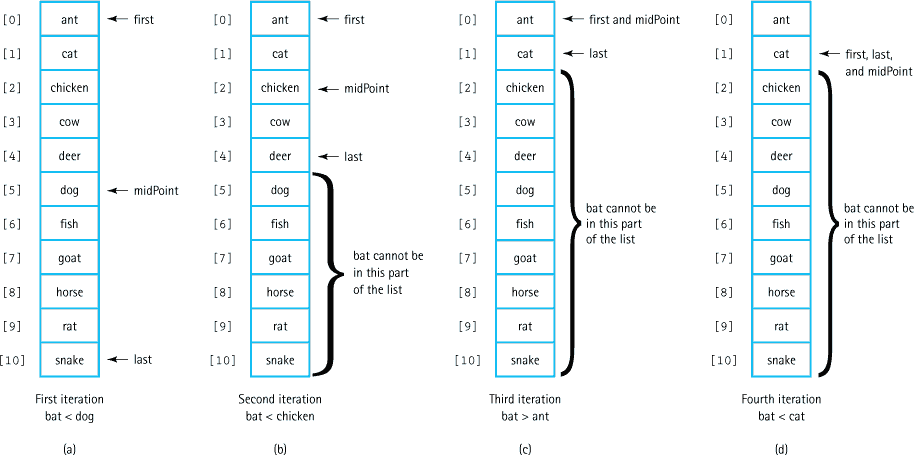 [0] ant first
[1] cat
[2] chicken
[3] cow
[4] deer
[5] dog midPoint
[6] fish
[7] goat
[8] horse
[9] rat
[10] snake last
First iteration
bat < dog
(a)
[0] ant first
[1] cat
[2] chicken midPoint
[3] cow
[4] deer last
[5] dog
[6] fish
[7] goat
[8] horse
[9] rat
[10] snake
bat cannot be
in this part
of the list
Second iteration
bat < chicken
(b)
[0] ant first and midPoint
[1] cat last
[2] chicken
[3] cow
[4] deer
[5] dog
[6] fish
[7] goat
[8] horse
[9] rat
[10] snake
bat cannot be
in this part
of the list
Third iteration
bat > ant
(c)
[0] ant
[1] cat first, last,
and midPoint
[2] chicken
[3] cow
[4] deer
[5] dog
[6] fish
[7] goat
[8] horse
[9] rat
[10] snake
bat cannot be
in this part
of the list
Fourth iteration
bat < cat
(d)